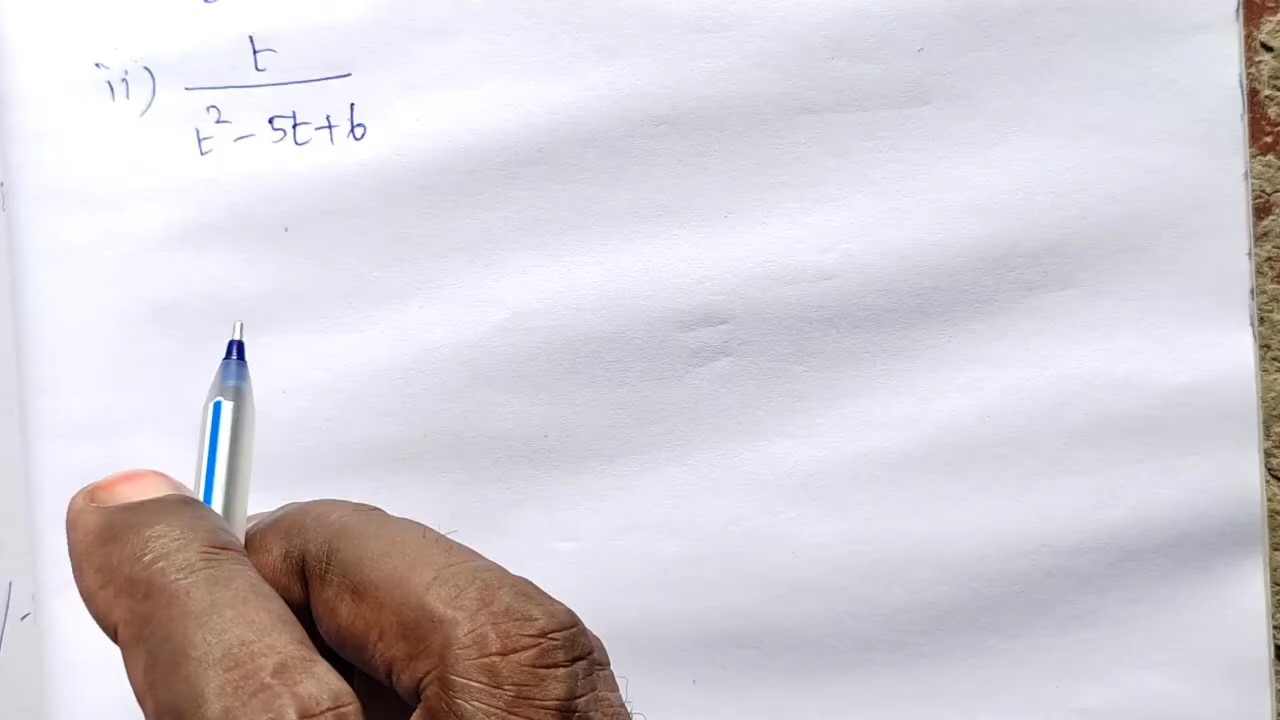 ii) t
t² - 5t + 6